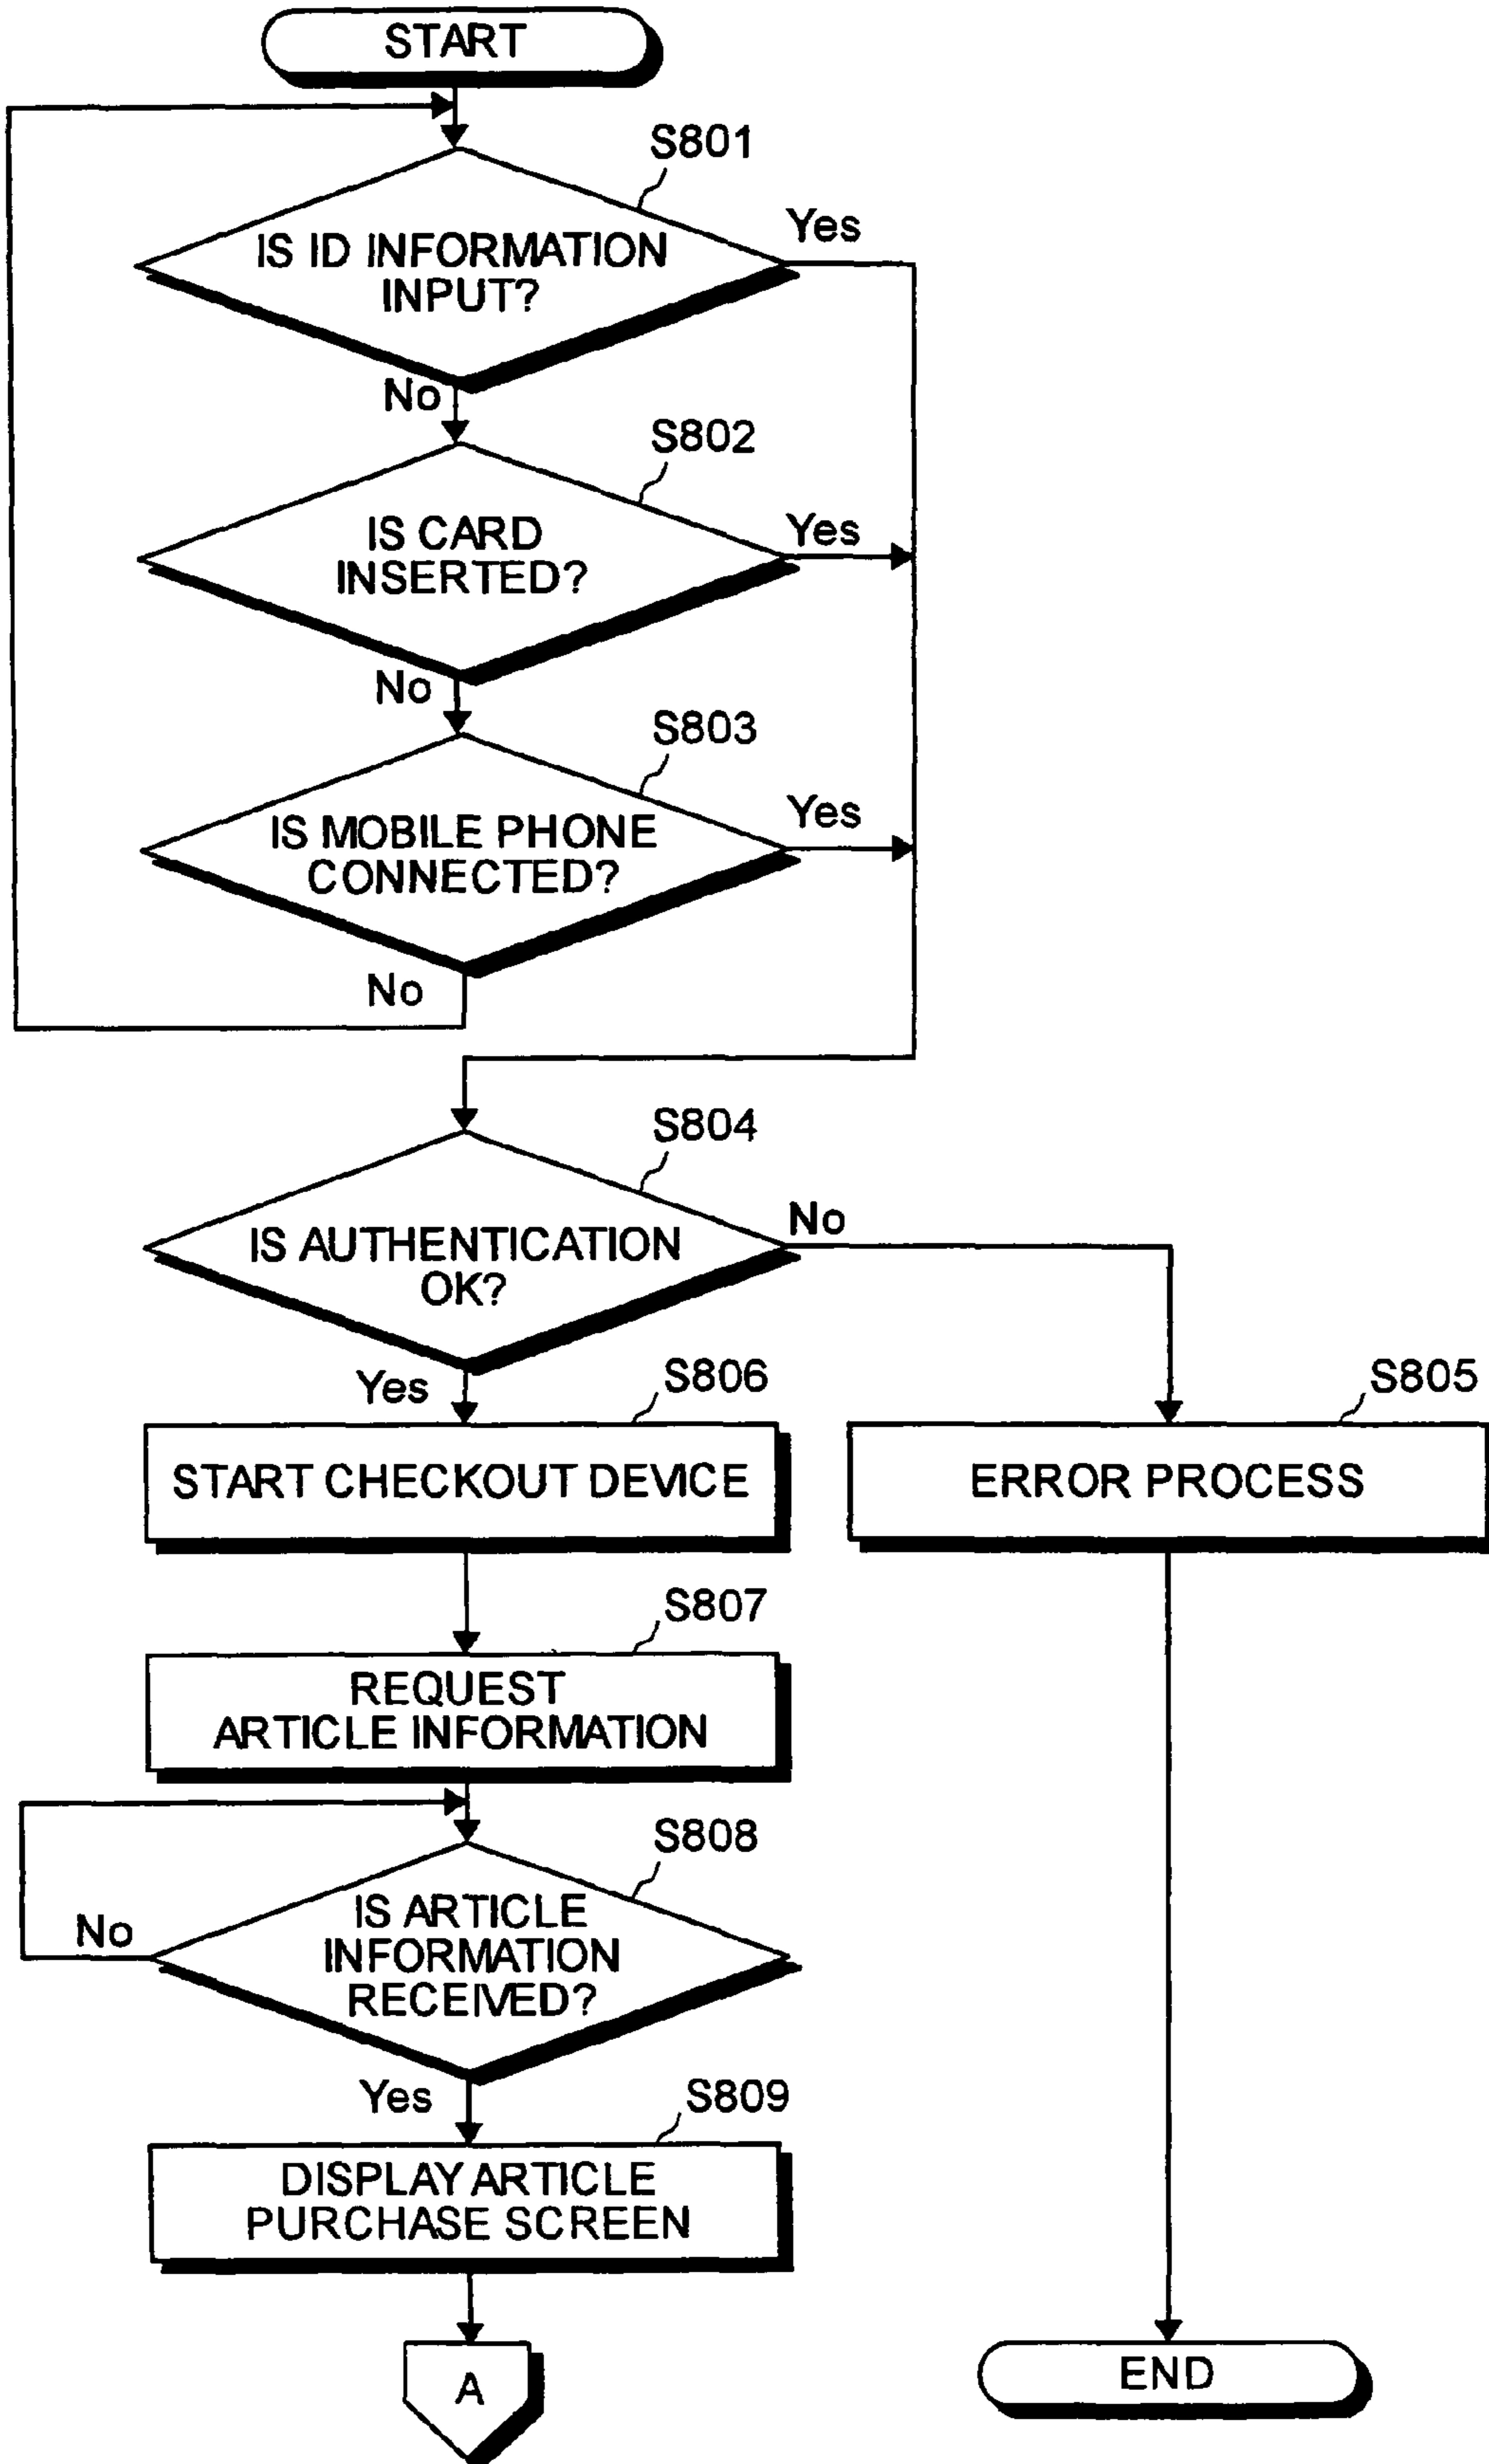 START
S801
IS ID INFORMATION
INPUT?
Yes
No
S802
IS CARD
INSERTED?
Yes
No
S803
IS MOBILE PHONE
CONNECTED?
Yes
No
S804
IS AUTHENTICATION
OK?
No
Yes
S806
START CHECKOUT DEVICE
S805
ERROR PROCESS
S807
REQUEST
ARTICLE INFORMATION
S808
IS ARTICLE
INFORMATION
RECEIVED?
No
Yes
S809
DISPLAY ARTICLE
PURCHASE SCREEN
A
END